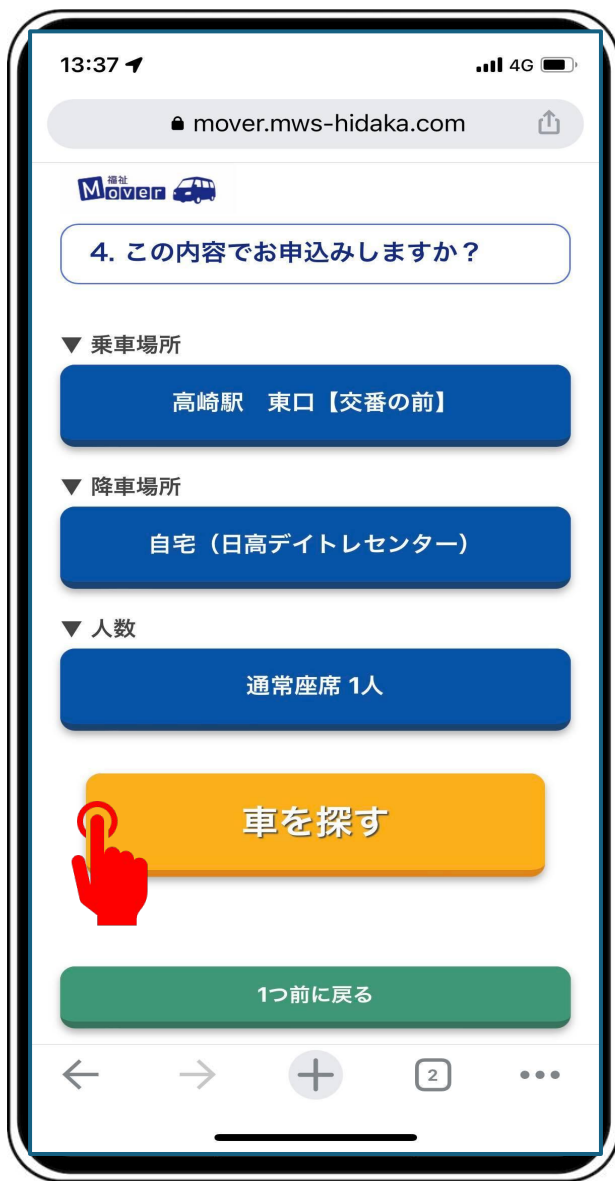 13:37
4G
mover.mws-hidaka.com
福祉
Mover
4. この内容でお申込みしますか？
▼ 乗車場所
高崎駅　東口【交番の前】
▼ 降車場所
自宅（日高デイトレセンター）
▼ 人数
通常座席 1人
車を探す
1つ前に戻る
2